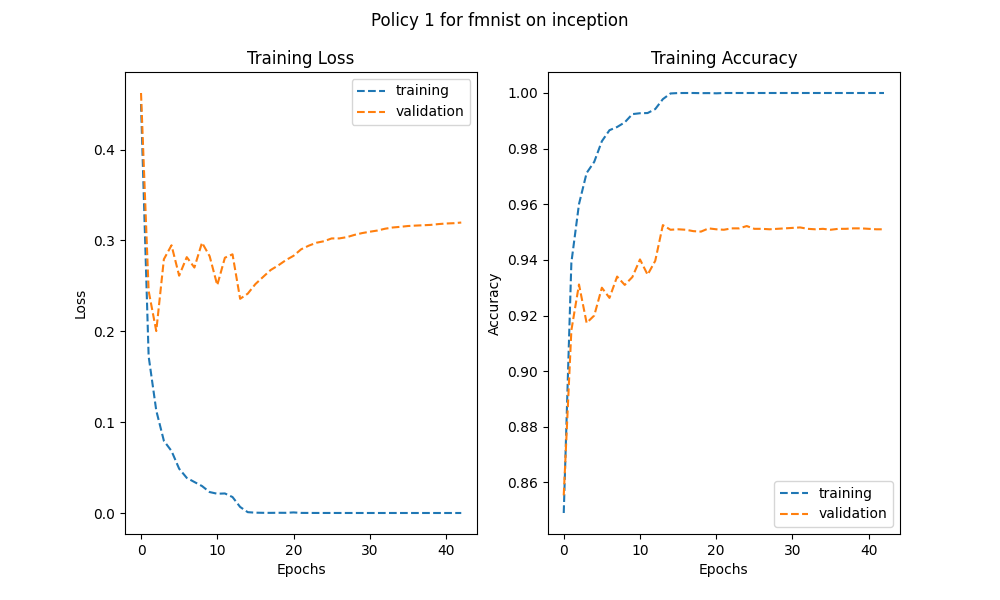 Policy 1 for fmnist on inception
Training Loss
training
validation
0.4
0.3
0.2
0.1
0.0
Loss
0 10 20 30 40
Epochs
Training Accuracy
1.00
0.98
0.96
0.94
0.92
0.90
0.88
0.86
Accuracy
training
validation
0 10 20 30 40
Epochs